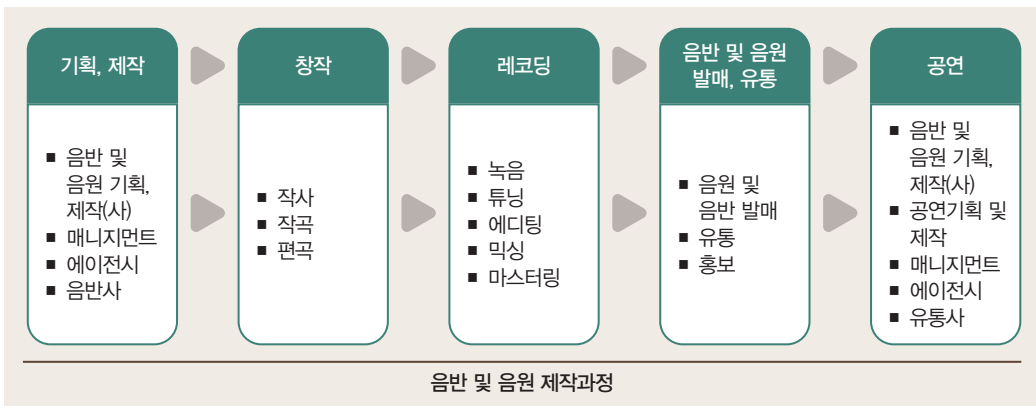 기획, 제작
■ 음반 및
음원 기획,
제작(사)
■ 매니지먼트
■ 에이전시
■ 음반사
창작
■ 작사
■ 작곡
■ 편곡
레코딩
■ 녹음
■ 튜닝
■ 에디팅
■ 믹싱
■ 마스터링
음반 및 음원
발매, 유통
■ 음원 및
음반 발매
■ 유통
■ 홍보
공연
■ 음반 및
음원 기획,
제작(사)
■ 공연기획 및
제작
■ 매니지먼트
■ 에이전시
■ 유통사
음반 및 음원 제작과정